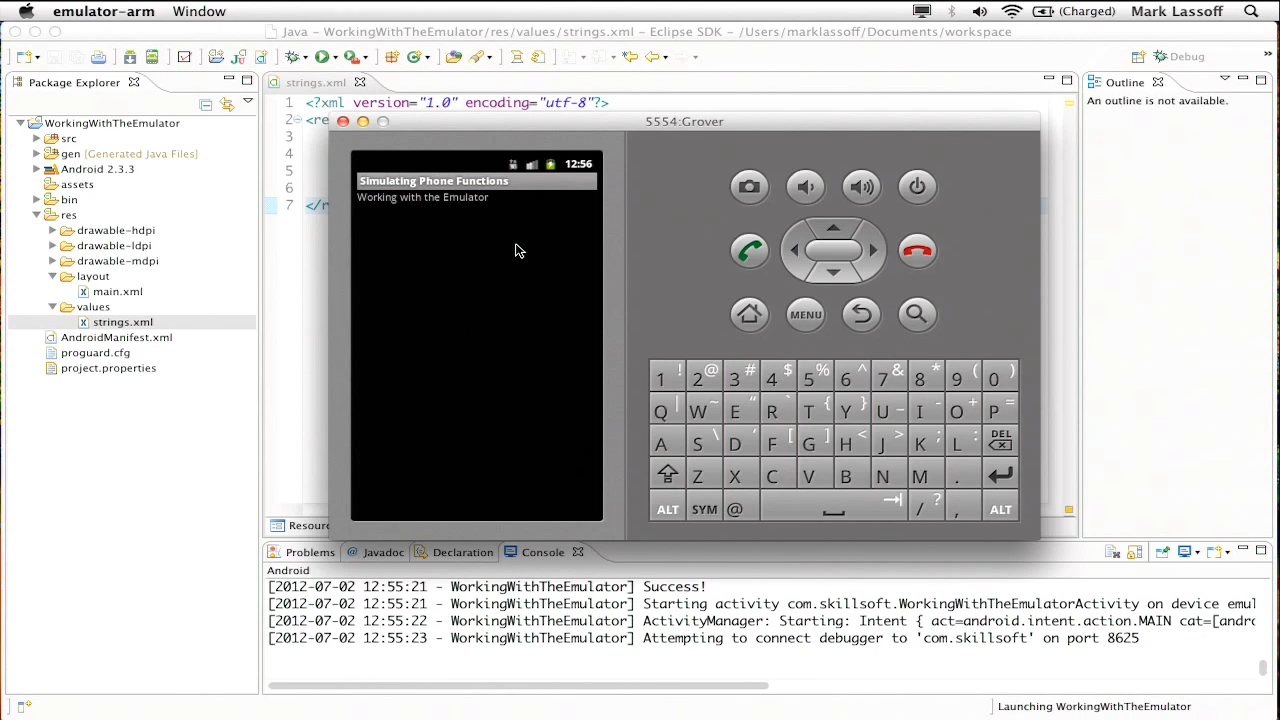 emulator-arm Window (Charged) Mark Lassoff
Java – WorkingWithTheEmulator/res/values/strings.xml – Eclipse SDK – /Users/marklassoff/Documents/workspace
Debug
Package Explorer
strings.xml
Outline
An outline is not available.
WorkingWithTheEmulator
src
gen [Generated Java Files]
Android 2.3.3
assets
bin
res
drawable-hdpi
drawable-ldpi
drawable-mdpi
layout
main.xml
values
strings.xml
AndroidManifest.xml
proguard.cfg
project.properties
1 <?xml version="1.0" encoding="utf-8"?>
2 <re
3
4
5
6
7 </r
Resourc
5554:Grover
12:56
Simulating Phone Functions
Working with the Emulator
MENU
1 ! 2 @ 3 # 4 $ 5 % 6 ^ 7 & 8 * 9 ( 0 )
Q | W ~ E “ R ` T { Y } U _ I - O + P =
A S \ D ' F [ G ] H < J > K ; L : DEL
Z X C V B N M .
ALT SYM @ / ? , ALT
Problems Javadoc Declaration Console
Android
[2012-07-02 12:55:21 - WorkingWithTheEmulator] Success!
[2012-07-02 12:55:21 - WorkingWithTheEmulator] Starting activity com.skillsoft.WorkingWithTheEmulatorActivity on device emul
[2012-07-02 12:55:22 - WorkingWithTheEmulator] ActivityManager: Starting: Intent { act=android.intent.action.MAIN cat=[andro
[2012-07-02 12:55:23 - WorkingWithTheEmulator] Attempting to connect debugger to 'com.skillsoft' on port 8625
Launching WorkingWithTheEmulator